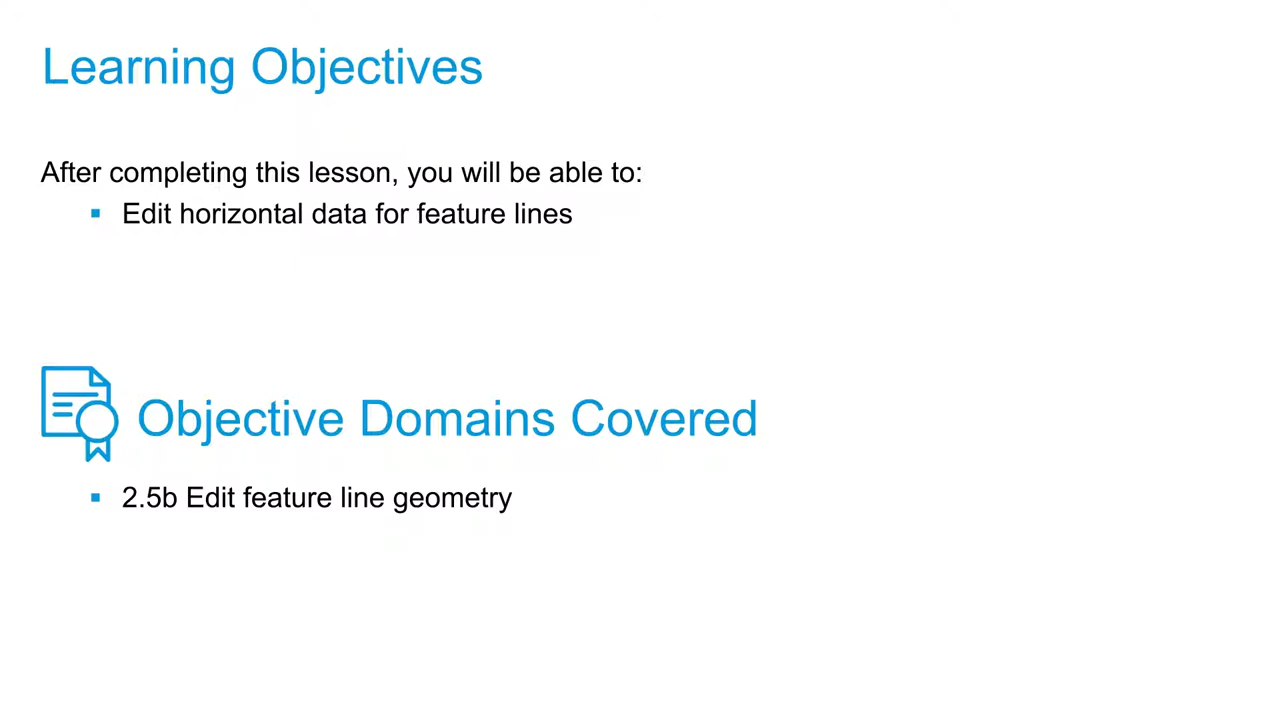 Learning Objectives
After completing this lesson, you will be able to:
▪ Edit horizontal data for feature lines
Objective Domains Covered
▪ 2.5b Edit feature line geometry